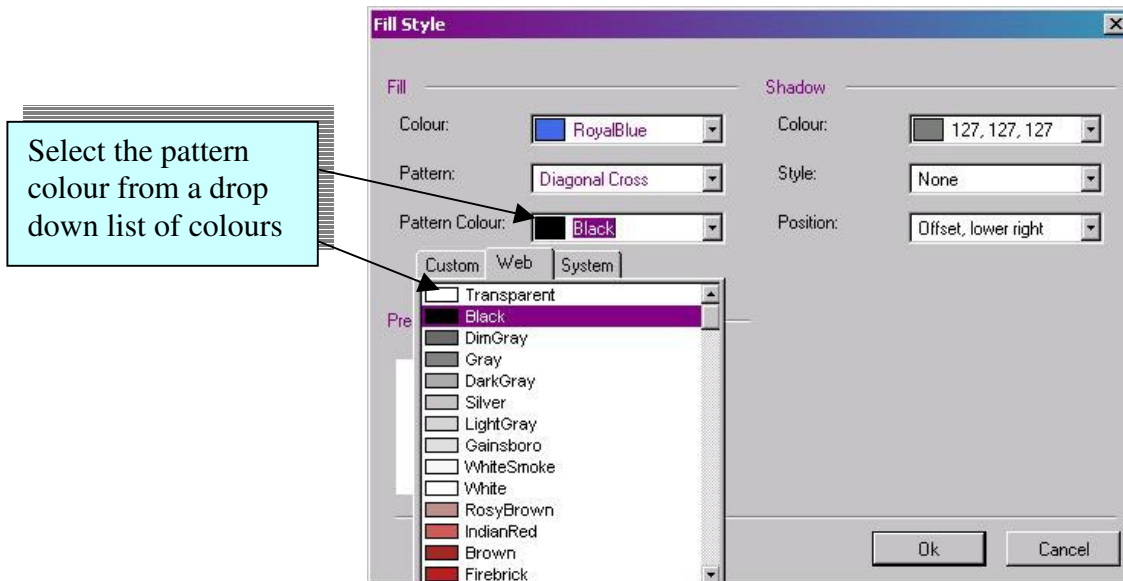 Fill Style
Select the pattern
colour from a drop
down list of colours
Fill
Colour: RoyalBlue
Pattern: Diagonal Cross
Pattern Colour: Black
Shadow
Colour: 127, 127, 127
Style: None
Position: Offset, lower right
Custom Web System
Transparent
Black
DimGray
Gray
DarkGray
Silver
LightGray
Gainsboro
WhiteSmoke
White
RosyBrown
IndianRed
Brown
Firebrick
Pre
Ok Cancel